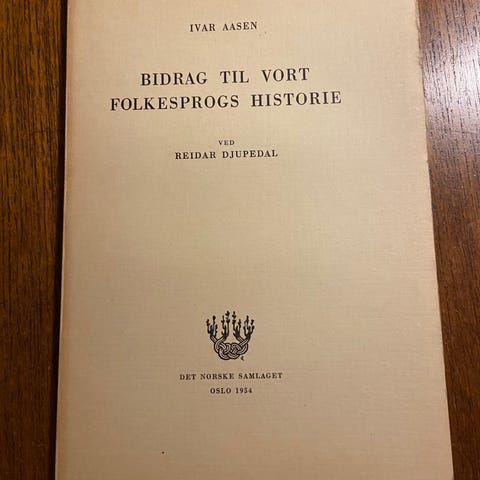 IVAR AASEN
BIDRAG TIL VORT
FOLKESPROGS HISTORIE
VED
REIDAR DJUPEDAL
DET NORSKE SAMLAGET
OSLO 1954